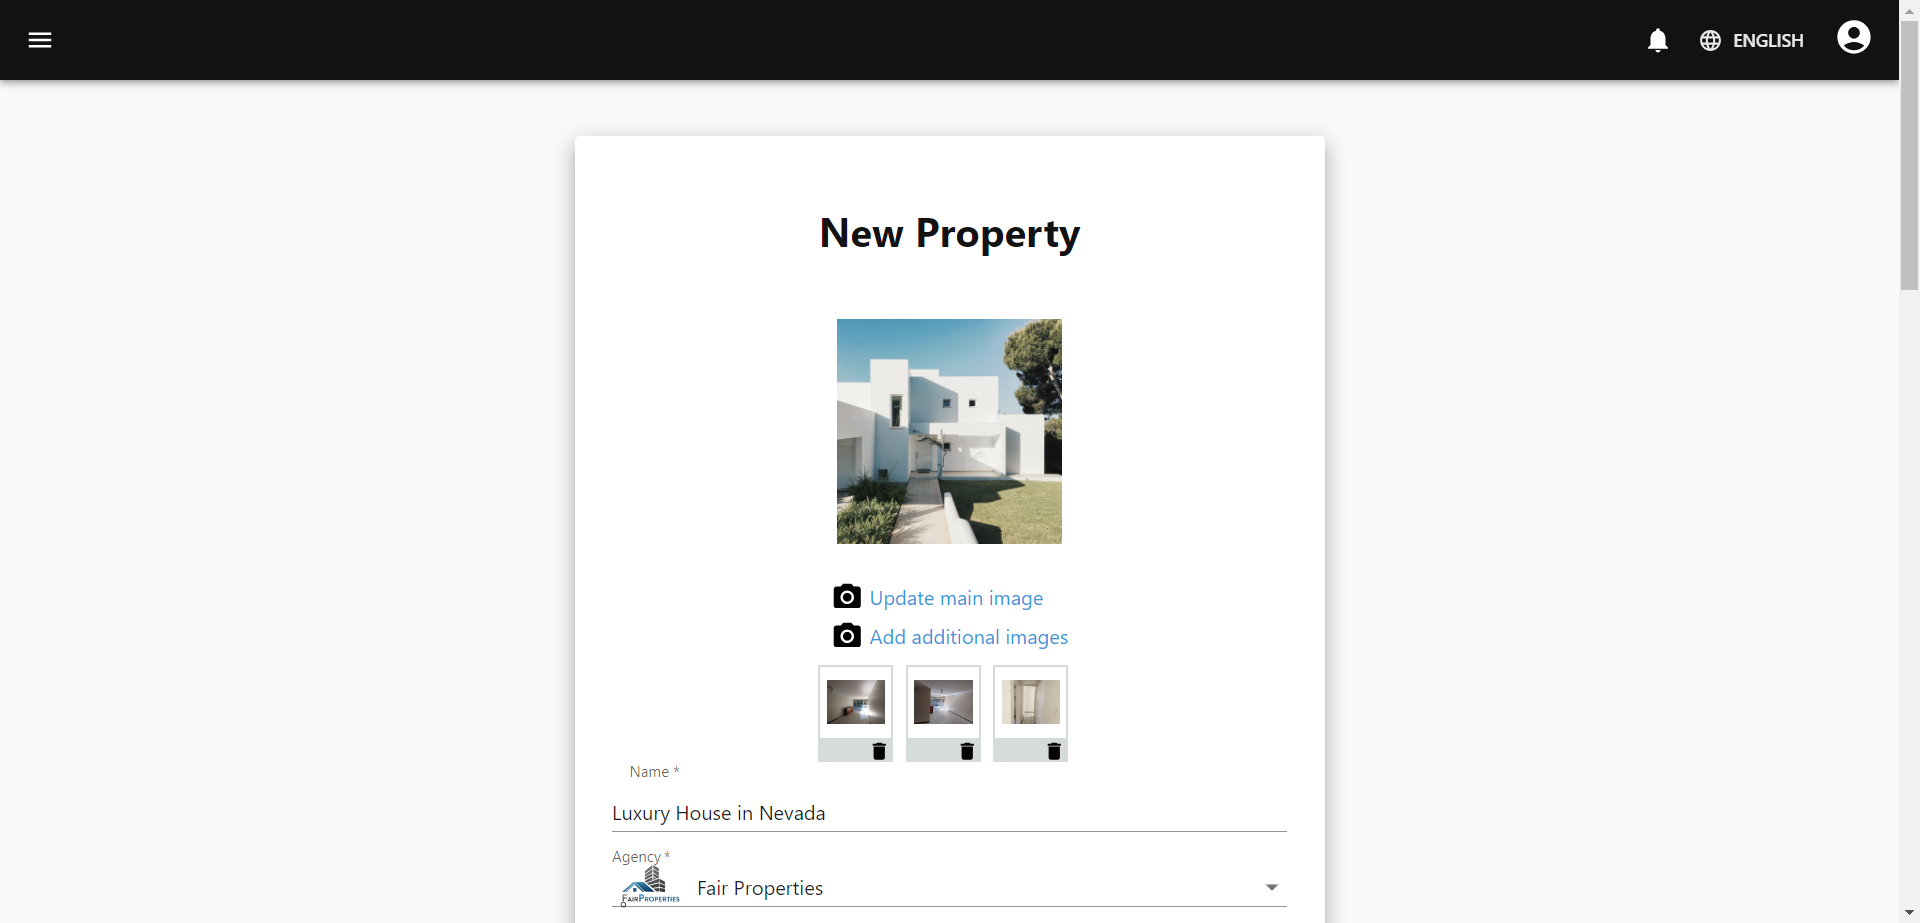 ENGLISH
New Property
Update main image
Add additional images
Name *
Luxury House in Nevada
Agency *
FAIRPROPERTIES
Fair Properties